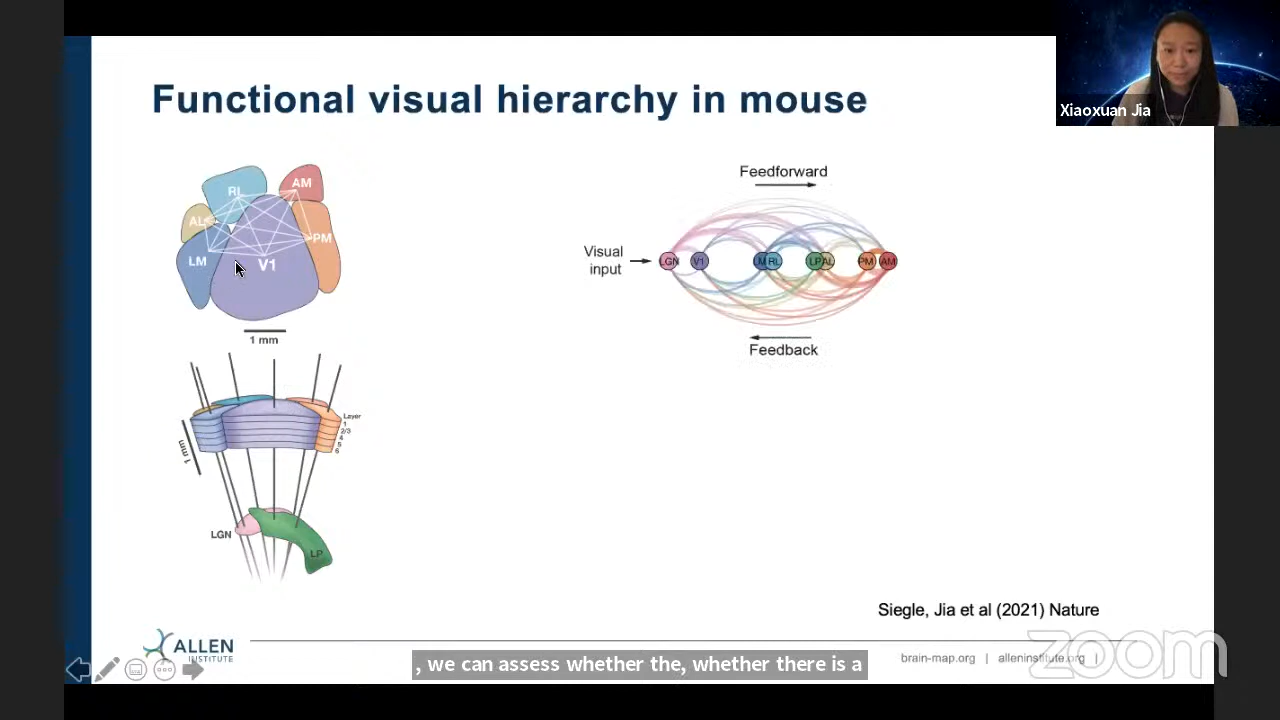 Functional visual hierarchy in mouse
Xiaoxuan Jia
RL
AM
AL
PM
LM
V1
1 mm
Feedforward
Visual
input
LGN
V1
LM
RL
LP
AL
PM
AM
Feedback
Layer
1
2/3
4
5
6
1 mm
LGN
LP
Siegle, Jia et al (2021) Nature
ALLEN
INSTITUTE
brain-map.org | alleninstitute.org |
zoom
, we can assess whether the, whether there is a